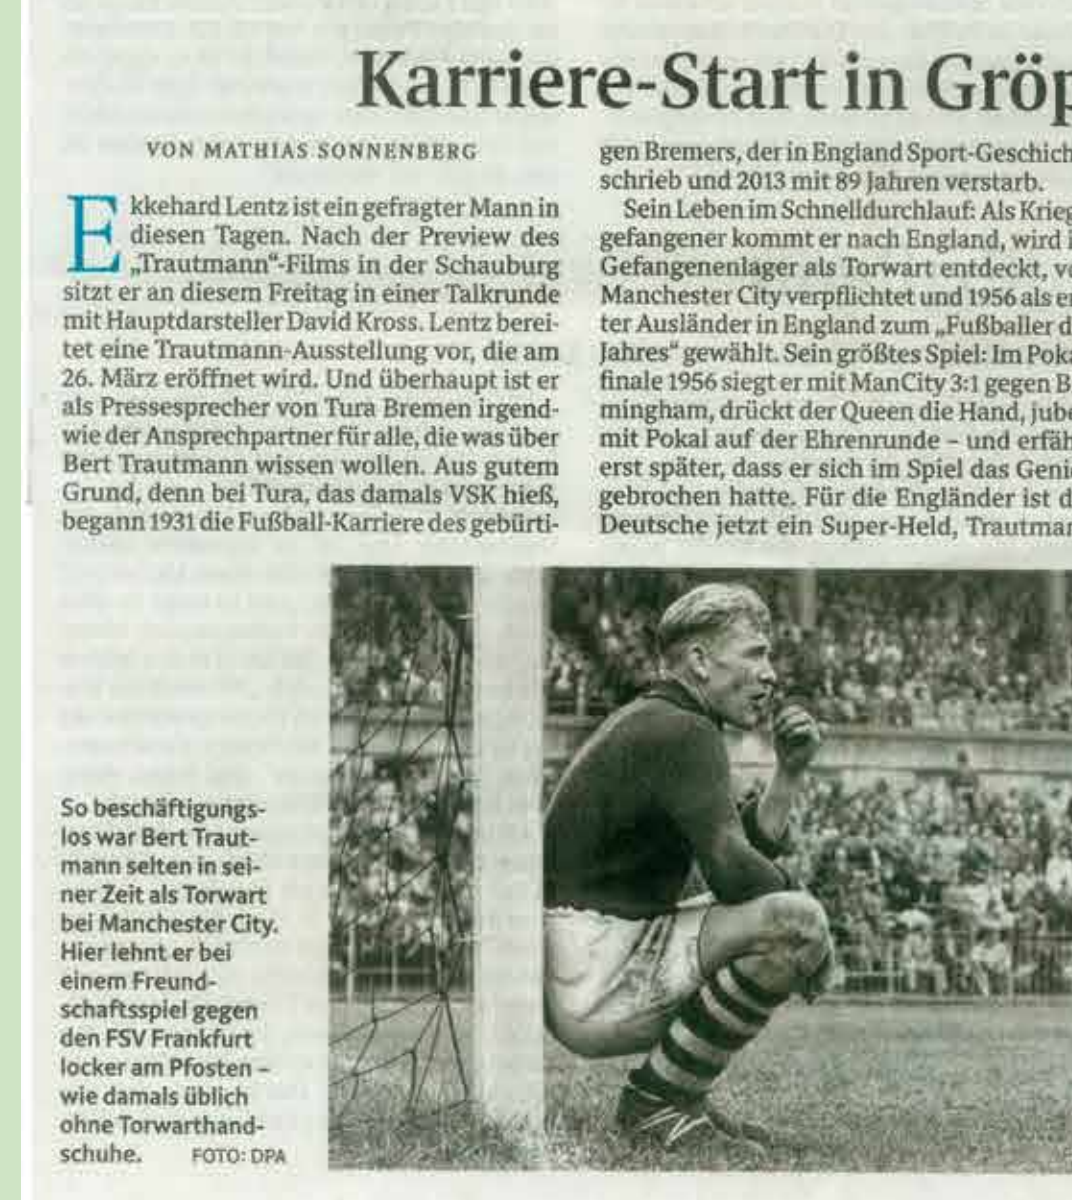 Karriere-Start in Gröp
VON MATHIAS SONNENBERG
Ekkehard Lentz ist ein gefragter Mann in
diesen Tagen. Nach der Preview des
„Trautmann“-Films in der Schauburg
sitzt er an diesem Freitag in einer Talkrunde
mit Hauptdarsteller David Kross. Lentz berei-
tet eine Trautmann-Ausstellung vor, die am
26. März eröffnet wird. Und überhaupt ist er
als Pressesprecher von Tura Bremen irgend-
wie der Ansprechpartner für alle, die was über
Bert Trautmann wissen wollen. Aus gutem
Grund, denn bei Tura, das damals VSK hieß,
begann 1931 die Fußball-Karriere des gebürti-
gen Bremers, der in England Sport-Geschich
schrieb und 2013 mit 89 Jahren verstarb.
Sein Leben im Schnelldurchlauf: Als Krieg
gefangener kommt er nach England, wird i
Gefangenenlager als Torwart entdeckt, vo
Manchester City verpflichtet und 1956 als er
ter Ausländer in England zum „Fußballer d
Jahres“ gewählt. Sein größtes Spiel: Im Poka
finale 1956 siegt er mit ManCity 3:1 gegen B
mingham, drückt der Queen die Hand, jube
mit Pokal auf der Ehrenrunde – und erfäh
erst später, dass er sich im Spiel das Genic
gebrochen hatte. Für die Engländer ist d
Deutsche jetzt ein Super-Held, Trautman
So beschäftigungs-
los war Bert Traut-
mann selten in sei-
ner Zeit als Torwart
bei Manchester City.
Hier lehnt er bei
einem Freund-
schaftsspiel gegen
den FSV Frankfurt
locker am Pfosten –
wie damals üblich
ohne Torwarthand-
schuhe. FOTO: DPA